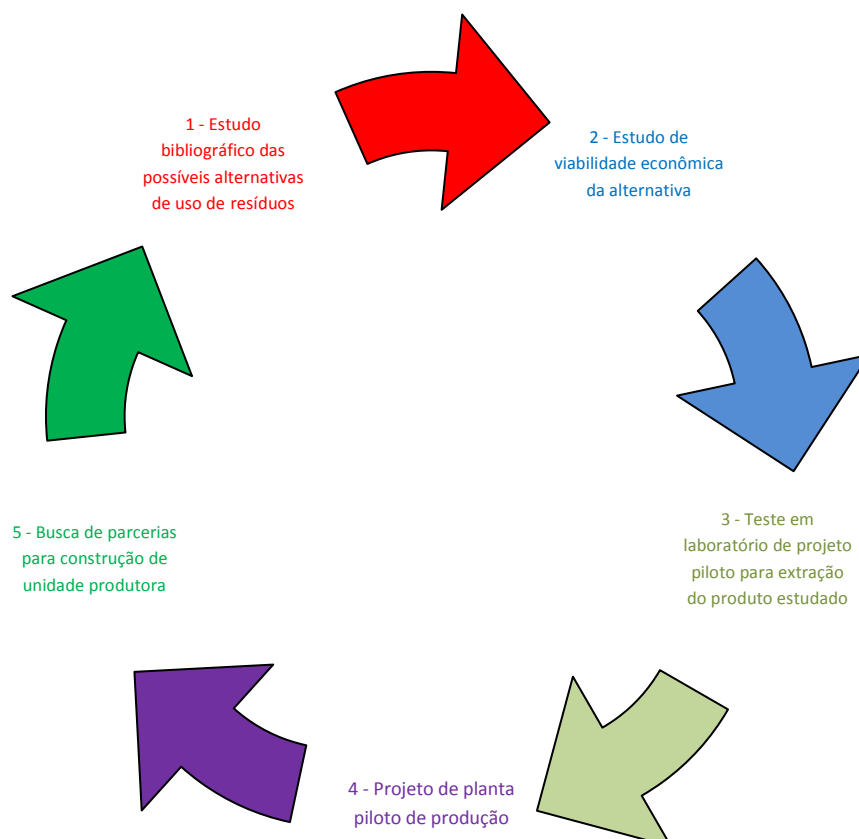 1 - Estudo
bibliográfico das
possíveis alternativas
de uso de resíduos
2 - Estudo de
viabilidade econômica
da alternativa
3 - Teste em
laboratório de projeto
piloto para extração
do produto estudado
4 - Projeto de planta
piloto de produção
5 - Busca de parcerias
para construção de
unidade produtora